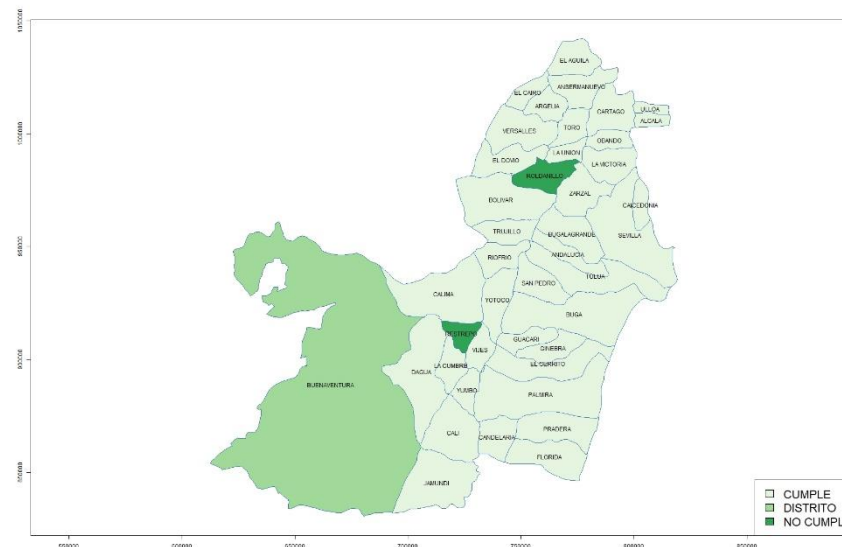 EL AGUILA
ANSERMANUEVO
EL CAIRO
ARGELIA
CARTAGO
ULLOA
ALCALA
VERSALLES
TORO
OBANDO
LA UNION
EL DOVIO
LA VICTORIA
ROLDANILLO
ZARZAL
BOLIVAR
CAICEDONIA
TRUJILLO
BUGALAGRANDE
SEVILLA
ANDALUCIA
RIOFRIO
TULUA
SAN PEDRO
CALIMA
YOTOCO
BUGA
RESTREPO
GUACARI
VIJES
GINEBRA
LA CUMBRE
EL CERRITO
DAGUA
BUENAVENTURA
YUMBO
PALMIRA
CALI
CANDELARIA
PRADERA
FLORIDA
JAMUNDI
CUMPLE
DISTRITO
NO CUMPL